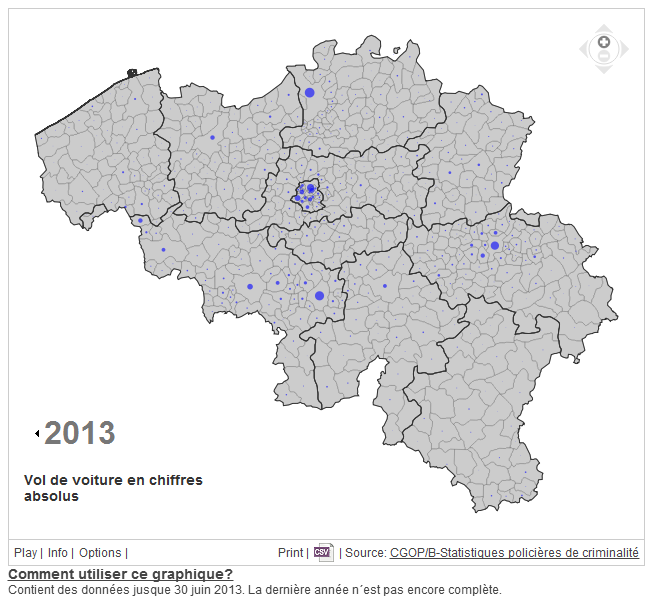 2013
Vol de voiture en chiffres
absolus
Play | Info | Options | Print | CSV | Source: CGOP/B-Statistiques policières de criminalité
Comment utiliser ce graphique?
Contient des données jusque 30 juin 2013. La dernière année n´est pas encore complète.